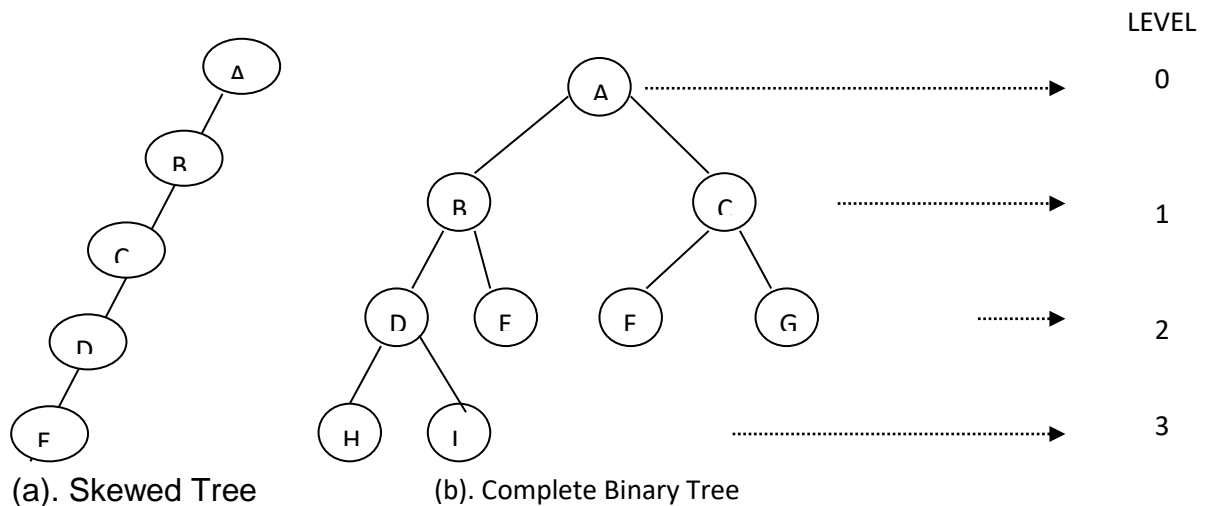 LEVEL
A
A
0
B
B
C
1
C
D
E
F
G
2
D
E
H
I
3
(a). Skewed Tree
(b). Complete Binary Tree